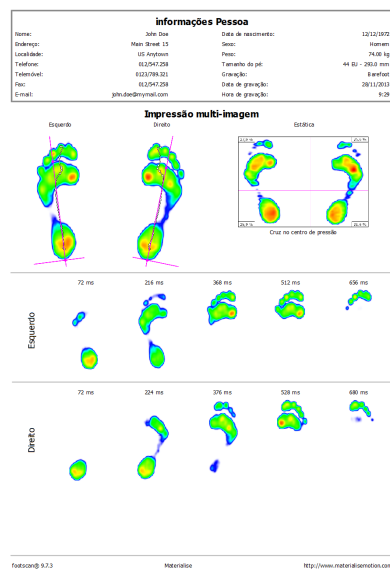 informações Pessoa
Nome: John Doe Data de nascimento: 12/12/1972
Endereço: Main Street 15 Sexo: Homem
Localidade: US Anytown Peso: 74.00 kg
Telefone: 012/547.258 Tamanho do pé: 44 EU - 293.0 mm
Telemóvel: 0123/789.321 Gravação: Barefoot
Fax: 012/547.258 Data de gravação: 28/11/2013
E-mail: john.doe@mymail.com Hora de gravação: 9:29
Impressão multi-imagem
Esquerdo Direito Estática
Cruz no centro de pressão
Esquerdo
72 ms 216 ms 368 ms 512 ms 656 ms
Direito
72 ms 224 ms 376 ms 528 ms 680 ms
footscan® 9.7.3 Materialise http://www.materialisemotion.com